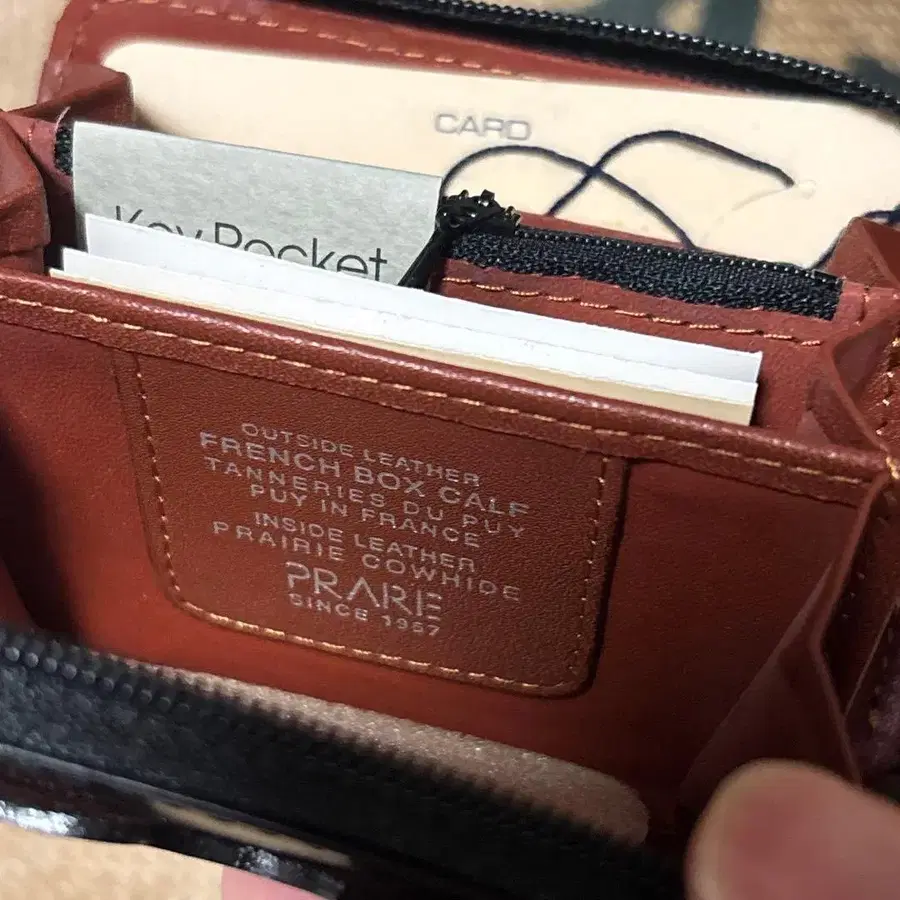 CARD
Key Pocket
OUTSIDE LEATHER
FRENCH BOX CALF
TANNERIES DU PUY
PUY IN FRANCE
INSIDE LEATHER
PRAIRIE COWHIDE
PRARIE
SINCE 1957